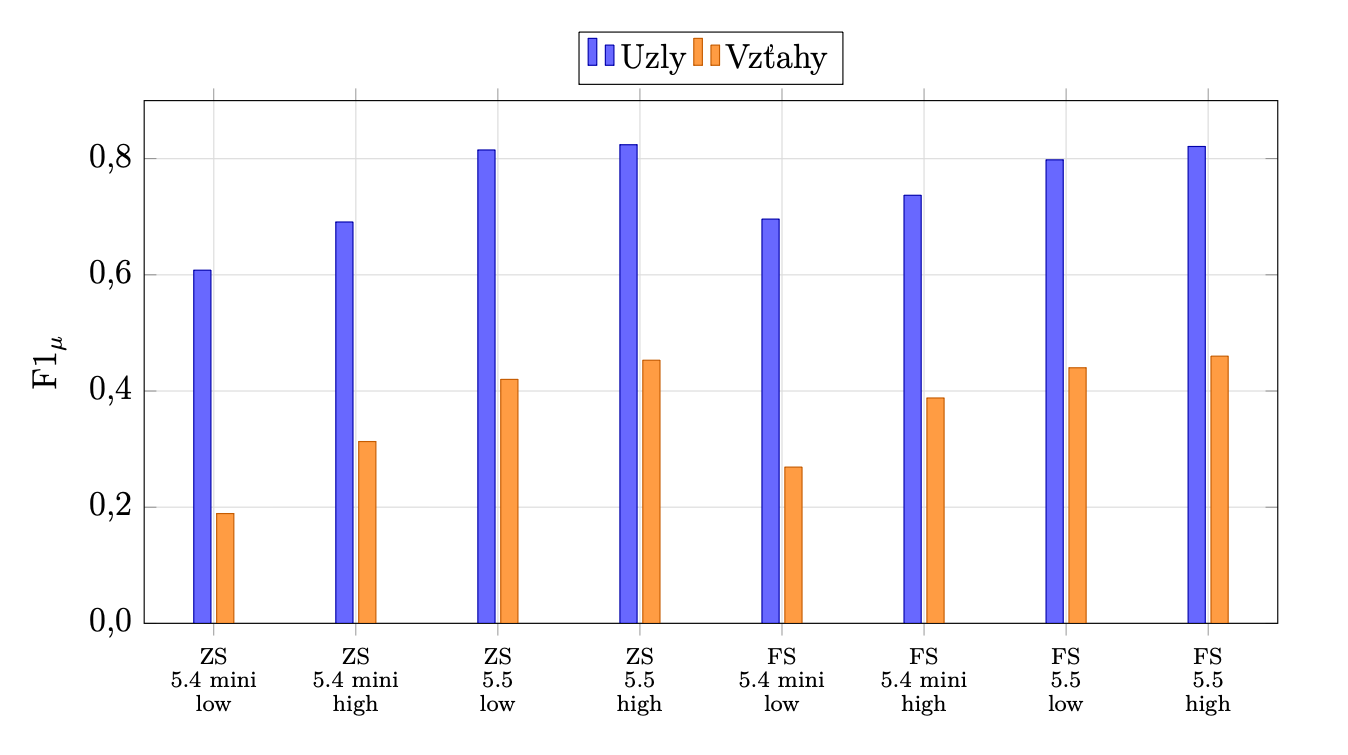 Uzly Vzťahy
F1μ
0,8
0,6
0,4
0,2
0,0
ZS ZS ZS ZS FS FS FS FS
5.4 mini 5.4 mini 5.5 5.5 5.4 mini 5.4 mini 5.5 5.5
low high low high low high low high